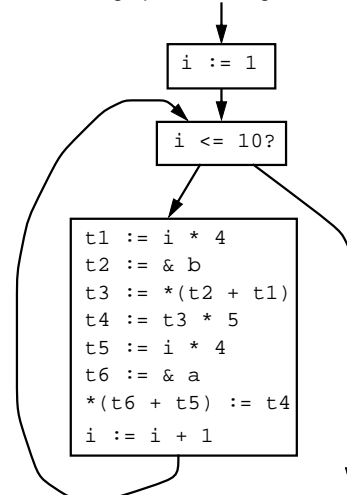 i := 1
i <= 10?
t1 := i * 4
t2 := & b
t3 := *(t2 + t1)
t4 := t3 * 5
t5 := i * 4
t6 := & a
*(t6 + t5) := t4
i := i + 1